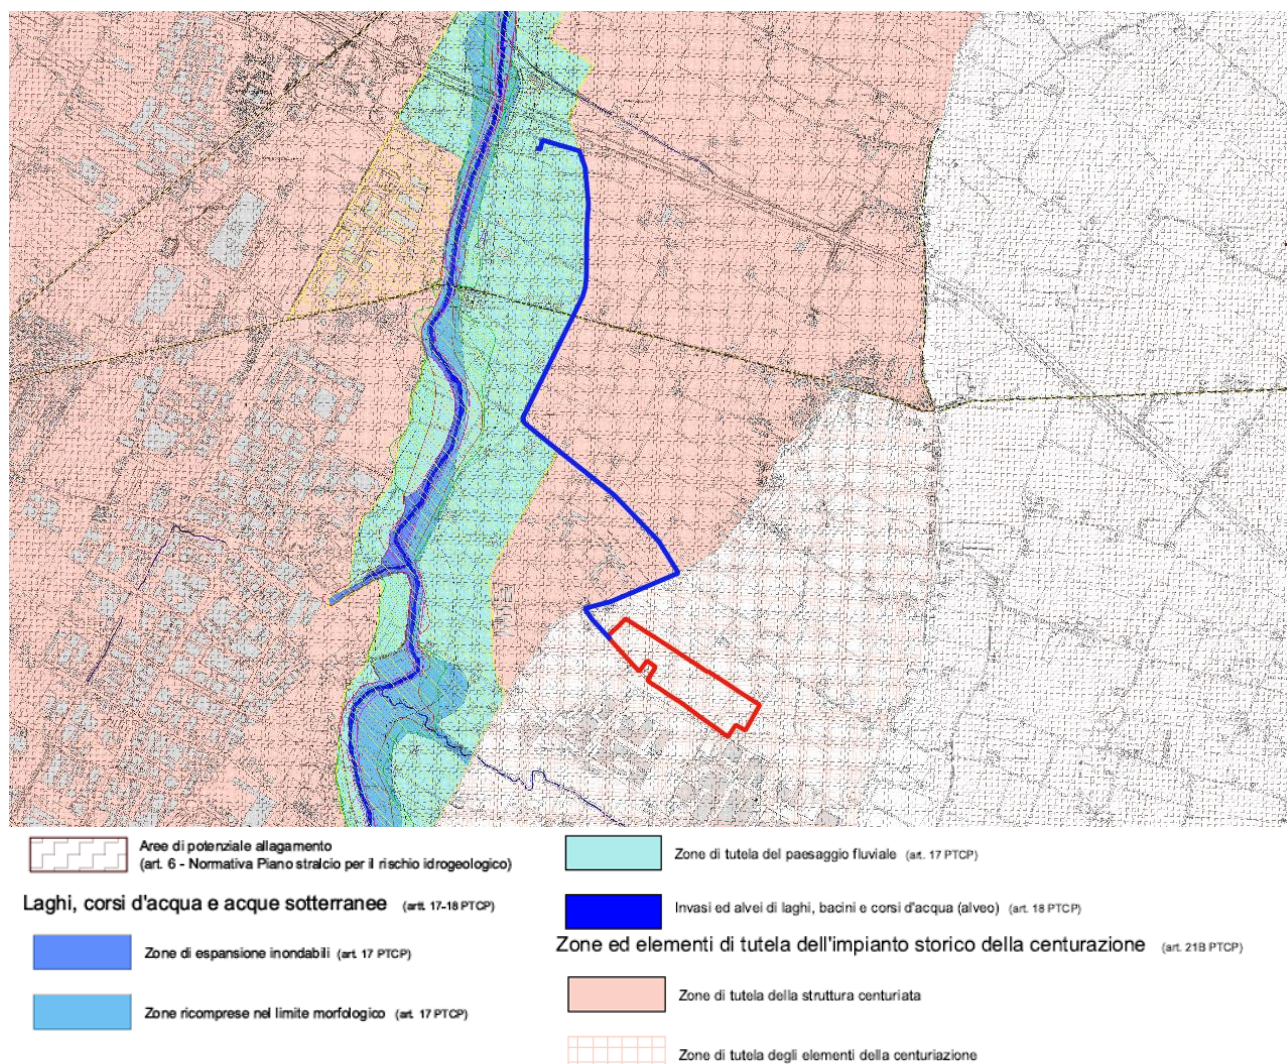 Aree di potenziale allagamento
(art. 6 - Normativa Piano stralcio per il rischio idrogeologico)
Laghi, corsi d'acqua e acque sotterranee (artt. 17-18 PTCP)
Zone di espansione inondabili (art. 17 PTCP)
Zone ricomprese nel limite morfologico (art. 17 PTCP)
Zone di tutela del paesaggio fluviale (art. 17 PTCP)
Invasi ed alvei di laghi, bacini e corsi d'acqua (alveo) (art. 18 PTCP)
Zone ed elementi di tutela dell'impianto storico della centurazione (art. 21B PTCP)
Zone di tutela della struttura centuriata
Zone di tutela degli elementi della centuriazione